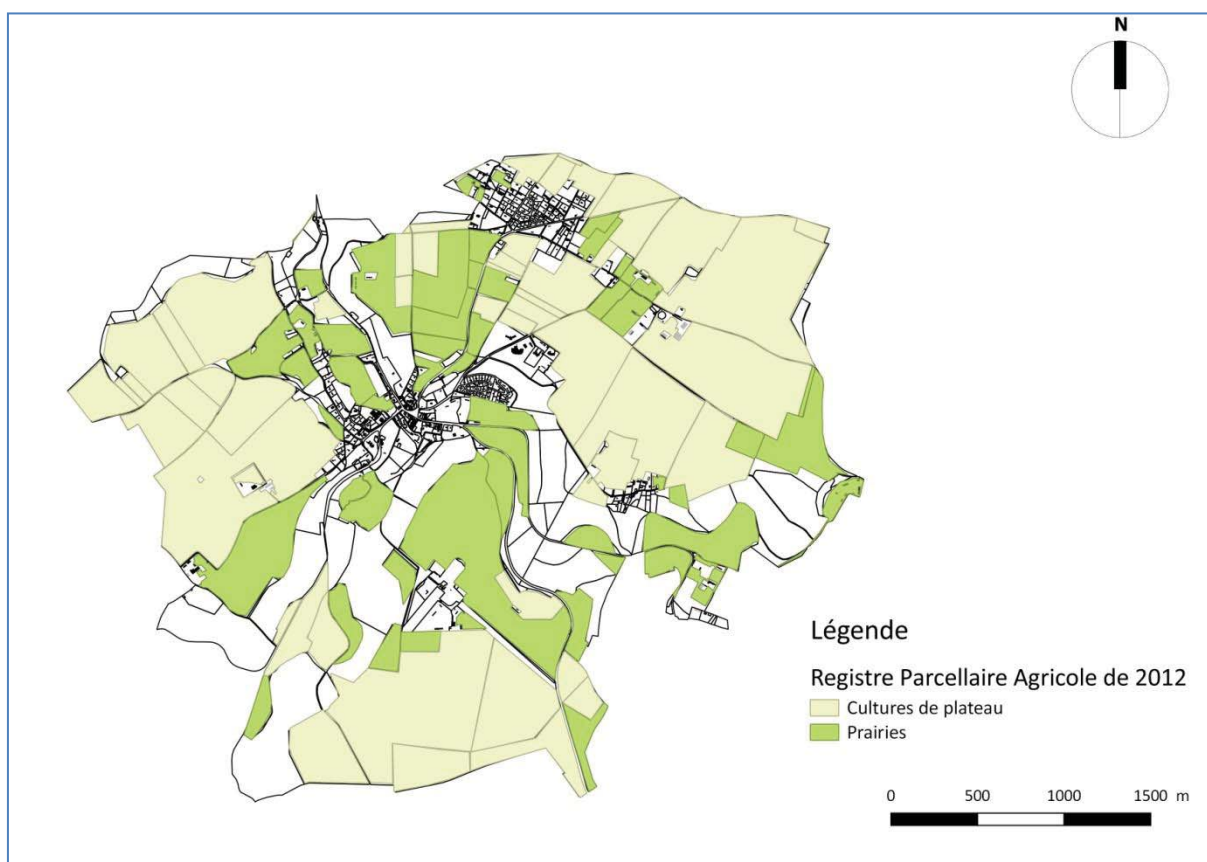 N
Légende
Registre Parcellaire Agricole de 2012
Cultures de plateau
Prairies
0 500 1000 1500 m